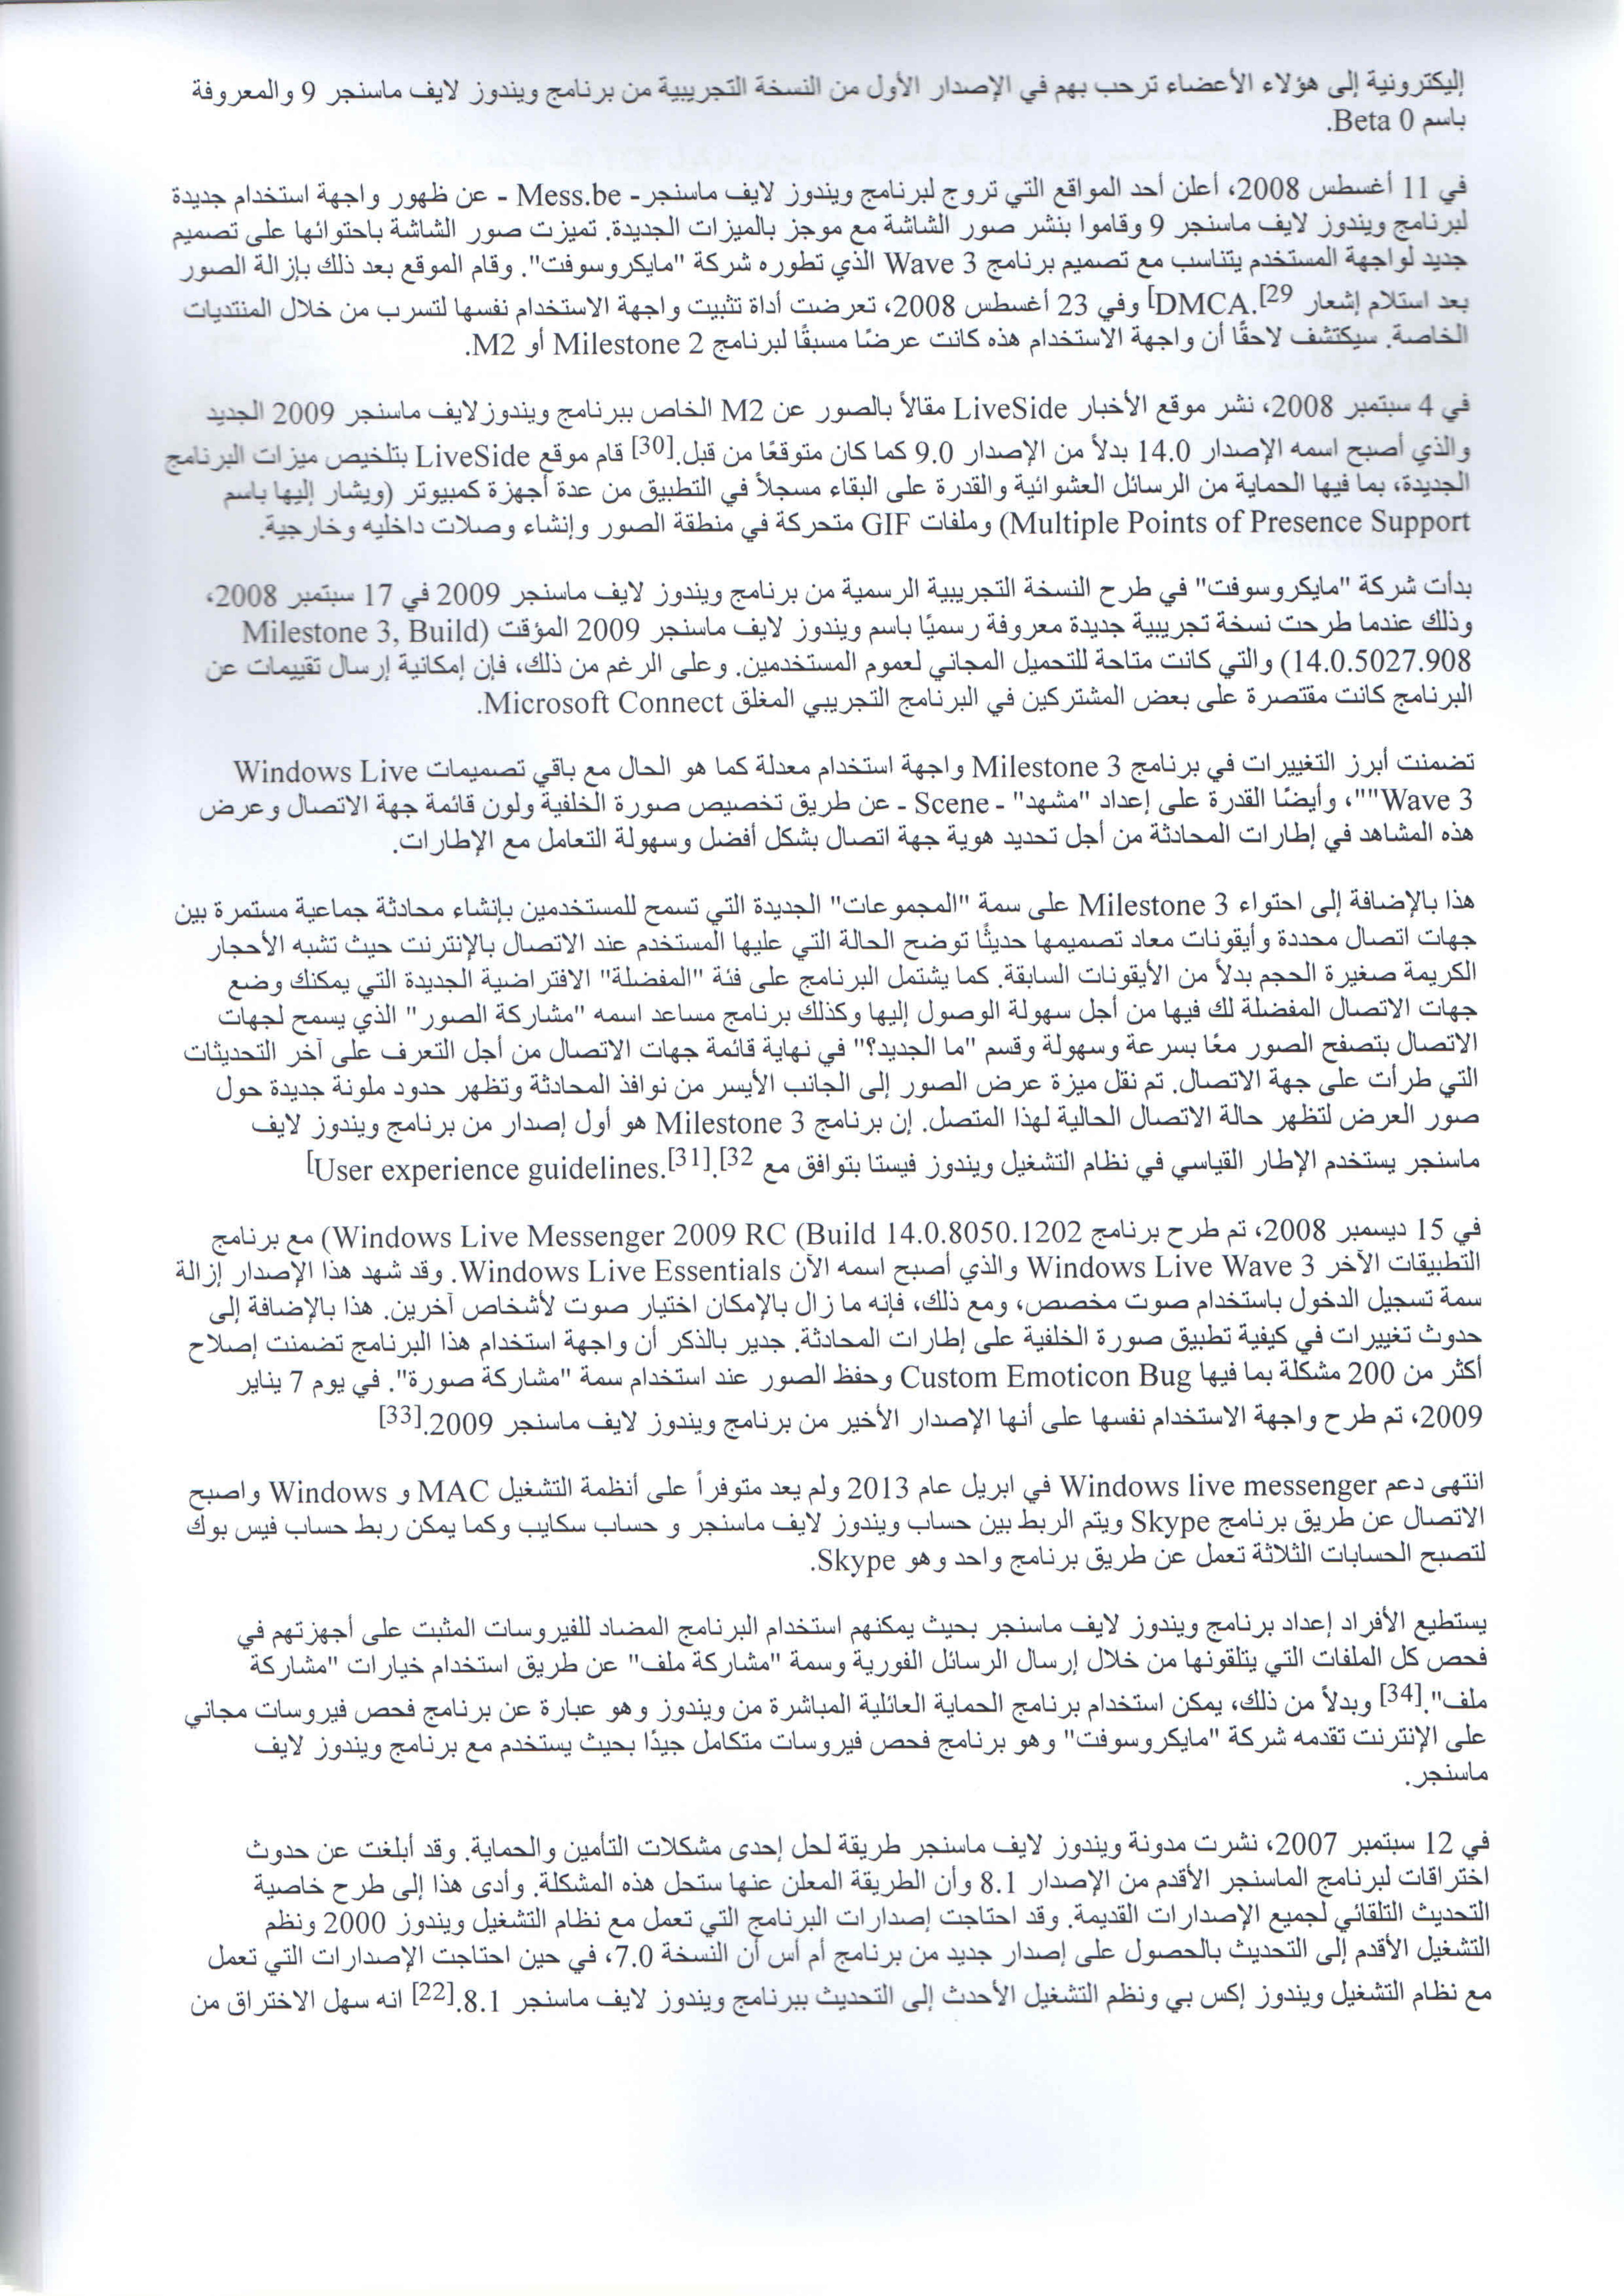 إليكترونية إلى هؤلاء الأعضاء ترحب بهم في الإصدار الأول من النسخة التجريبية من برنامج ويندوز لايف ماسنجر 9 والمعروفة
باسم Beta 0.
في 11 أغسطس 2008، أعلن أحد المواقع التي تروج لبرنامج ويندوز لايف ماسنجر- Mess.be - عن ظهور واجهة استخدام جديدة
لبرنامج ويندوز لايف ماسنجر 9 وقاموا بنشر صور الشاشة مع موجز بالميزات الجديدة. تميزت صور الشاشة باحتوائها على تصميم
جديد لواجهة المستخدم يتناسب مع تصميم برنامج Wave 3 الذي تطوره شركة "مايكروسوفت". وقام الموقع بعد ذلك بإزالة الصور
بعد استلام إشعار DMCA.[29] وفي 23 أغسطس 2008، تعرضت أداة تثبيت واجهة الاستخدام نفسها لتسرب من خلال المنتديات
الخاصة. سيكتشف لاحقًا أن واجهة الاستخدام هذه كانت عرضًا مسبقًا لبرنامج Milestone 2 أو M2.
في 4 سبتمبر 2008، نشر موقع الأخبار LiveSide مقالاً بالصور عن M2 الخاص ببرنامج ويندوزلايف ماسنجر 2009 الجديد
والذي أصبح اسمه الإصدار 14.0 بدلاً من الإصدار 9.0 كما كان متوقعًا من قبل.[30] قام موقع LiveSide بتلخيص ميزات البرنامج
الجديدة، بما فيها الحماية من الرسائل العشوائية والقدرة على البقاء مسجلاً في التطبيق من عدة أجهزة كمبيوتر (ويشار إليها باسم
Multiple Points of Presence Support) وملفات GIF متحركة في منطقة الصور وإنشاء وصلات داخليه وخارجية.
بدأت شركة "مايكروسوفت" في طرح النسخة التجريبية الرسمية من برنامج ويندوز لايف ماسنجر 2009 في 17 سبتمبر 2008،
وذلك عندما طرحت نسخة تجريبية جديدة معروفة رسميًا باسم ويندوز لايف ماسنجر 2009 المؤقت (Milestone 3, Build
14.0.5027.908) والتي كانت متاحة للتحميل المجاني لعموم المستخدمين. وعلى الرغم من ذلك، فإن إمكانية إرسال تقييمات عن
البرنامج كانت مقتصرة على بعض المشتركين في البرنامج التجريبي المغلق Microsoft Connect.
تضمنت أبرز التغييرات في برنامج Milestone 3 واجهة استخدام معدلة كما هو الحال مع باقي تصميمات Windows Live
Wave 3""، وأيضًا القدرة على إعداد "مشهد" - Scene - عن طريق تخصيص صورة الخلفية ولون قائمة جهة الاتصال وعرض
هذه المشاهد في إطارات المحادثة من أجل تحديد هوية جهة اتصال بشكل أفضل وسهولة التعامل مع الإطارات.
هذا بالإضافة إلى احتواء Milestone 3 على سمة "المجموعات" الجديدة التي تسمح للمستخدمين بإنشاء محادثة جماعية مستمرة بين
جهات اتصال محددة وأيقونات معاد تصميمها حديثًا توضح الحالة التي عليها المستخدم عند الاتصال بالإنترنت حيث تشبه الأحجار
الكريمة صغيرة الحجم بدلاً من الأيقونات السابقة. كما يشتمل البرنامج على فئة "المفضلة" الافتراضية الجديدة التي يمكنك وضع
جهات الاتصال المفضلة لك فيها من أجل سهولة الوصول إليها وكذلك برنامج مساعد اسمه "مشاركة الصور" الذي يسمح لجهات
الاتصال بتصفح الصور معًا بسرعة وسهولة وقسم "ما الجديد؟" في نهاية قائمة جهات الاتصال من أجل التعرف على آخر التحديثات
التي طرأت على جهة الاتصال. تم نقل ميزة عرض الصور إلى الجانب الأيسر من نوافذ المحادثة وتظهر حدود ملونة جديدة حول
صور العرض لتظهر حالة الاتصال الحالية لهذا المتصل. إن برنامج Milestone 3 هو أول إصدار من برنامج ويندوز لايف
ماسنجر يستخدم الإطار القياسي في نظام التشغيل ويندوز فيستا بتوافق مع User experience guidelines.[31].[32]
في 15 ديسمبر 2008، تم طرح برنامج Windows Live Messenger 2009 RC (Build 14.0.8050.1202) مع برنامج
التطبيقات الآخر Windows Live Wave 3 والذي أصبح اسمه الآن Windows Live Essentials. وقد شهد هذا الإصدار إزالة
سمة تسجيل الدخول باستخدام صوت مخصص، ومع ذلك، فإنه ما زال بالإمكان اختيار صوت لأشخاص آخرين. هذا بالإضافة إلى
حدوث تغييرات في كيفية تطبيق صورة الخلفية على إطارات المحادثة. جدير بالذكر أن واجهة استخدام هذا البرنامج تضمنت إصلاح
أكثر من 200 مشكلة بما فيها Custom Emoticon Bug وحفظ الصور عند استخدام سمة "مشاركة صورة". في يوم 7 يناير
2009، تم طرح واجهة الاستخدام نفسها على أنها الإصدار الأخير من برنامج ويندوز لايف ماسنجر 2009.[33]
انتهى دعم Windows live messenger في ابريل عام 2013 ولم يعد متوفراً على أنظمة التشغيل MAC و Windows واصبح
الاتصال عن طريق برنامج Skype ويتم الربط بين حساب ويندوز لايف ماسنجر و حساب سكايب وكما يمكن ربط حساب فيس بوك
لتصبح الحسابات الثلاثة تعمل عن طريق برنامج واحد وهو Skype.
يستطيع الأفراد إعداد برنامج ويندوز لايف ماسنجر بحيث يمكنهم استخدام البرنامج المضاد للفيروسات المثبت على أجهزتهم في
فحص كل الملفات التي يتلقونها من خلال إرسال الرسائل الفورية وسمة "مشاركة ملف" عن طريق استخدام خيارات "مشاركة
ملف".[34] وبدلاً من ذلك، يمكن استخدام برنامج الحماية العائلية المباشرة من ويندوز وهو عبارة عن برنامج فحص فيروسات مجاني
على الإنترنت تقدمه شركة "مايكروسوفت" وهو برنامج فحص فيروسات متكامل جيدًا بحيث يستخدم مع برنامج ويندوز لايف
ماسنجر.
في 12 سبتمبر 2007، نشرت مدونة ويندوز لايف ماسنجر طريقة لحل إحدى مشكلات التأمين والحماية. وقد أبلغت عن حدوث
اختراقات لبرنامج الماسنجر الأقدم من الإصدار 8.1 وأن الطريقة المعلن عنها ستحل هذه المشكلة. وأدى هذا إلى طرح خاصية
التحديث التلقائي لجميع الإصدارات القديمة. وقد احتاجت إصدارات البرنامج التي تعمل مع نظام التشغيل ويندوز 2000 ونظم
التشغيل الأقدم إلى التحديث بالحصول على إصدار جديد من برنامج أم أس أن النسخة 7.0، في حين احتاجت الإصدارات التي تعمل
مع نظام التشغيل ويندوز إكس بي ونظم التشغيل الأحدث إلى التحديث ببرنامج ويندوز لايف ماسنجر 8.1.[22] انه سهل الاختراق من